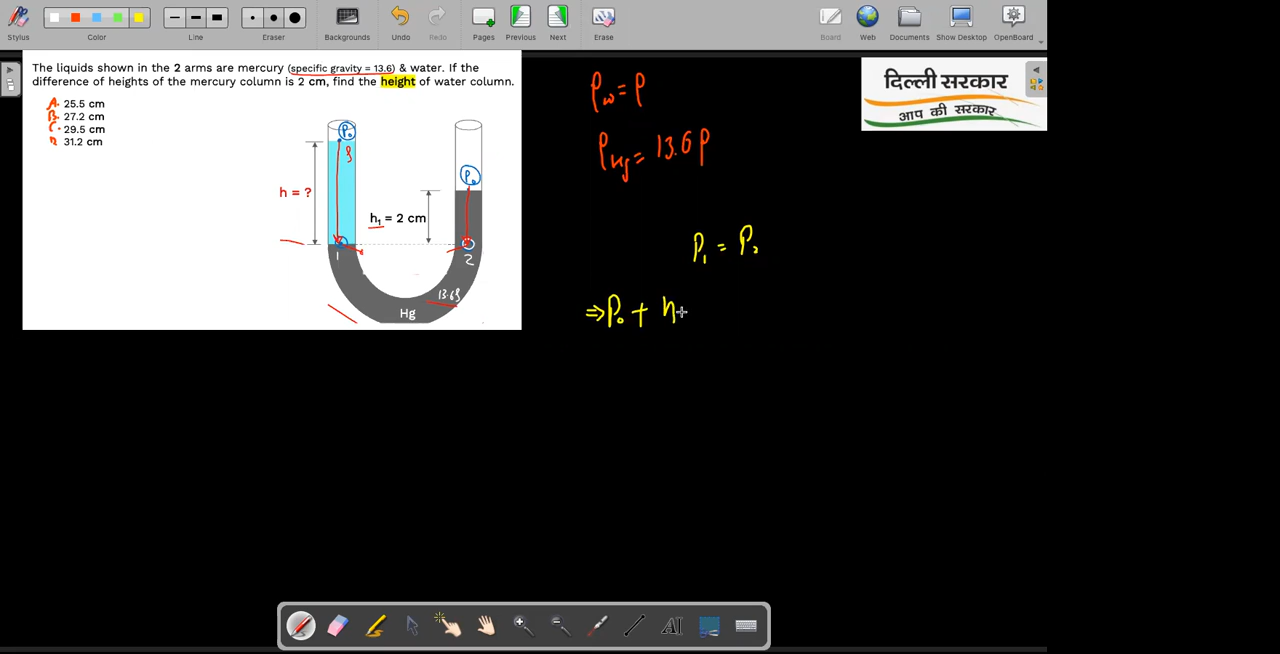 Stylus
Color
Line
Eraser
Backgrounds
Undo
Redo
Pages
Previous
Next
Erase
Board
Web
Documents
Show Desktop
OpenBoard
The liquids shown in the 2 arms are mercury (specific gravity = 13.6) & water. If the
difference of heights of the mercury column is 2 cm, find the height of water column.
A. 25.5 cm
B. 27.2 cm
C. 29.5 cm
D. 31.2 cm
P₀
ρ
P₀
h = ?
h₁ = 2 cm
1
2
13.6ρ
Hg
ρw = ρ
ρHg = 13.6 ρ
P₁ = P₂
⇒ P₀ + h
दिल्ली सरकार
आप की सरकार